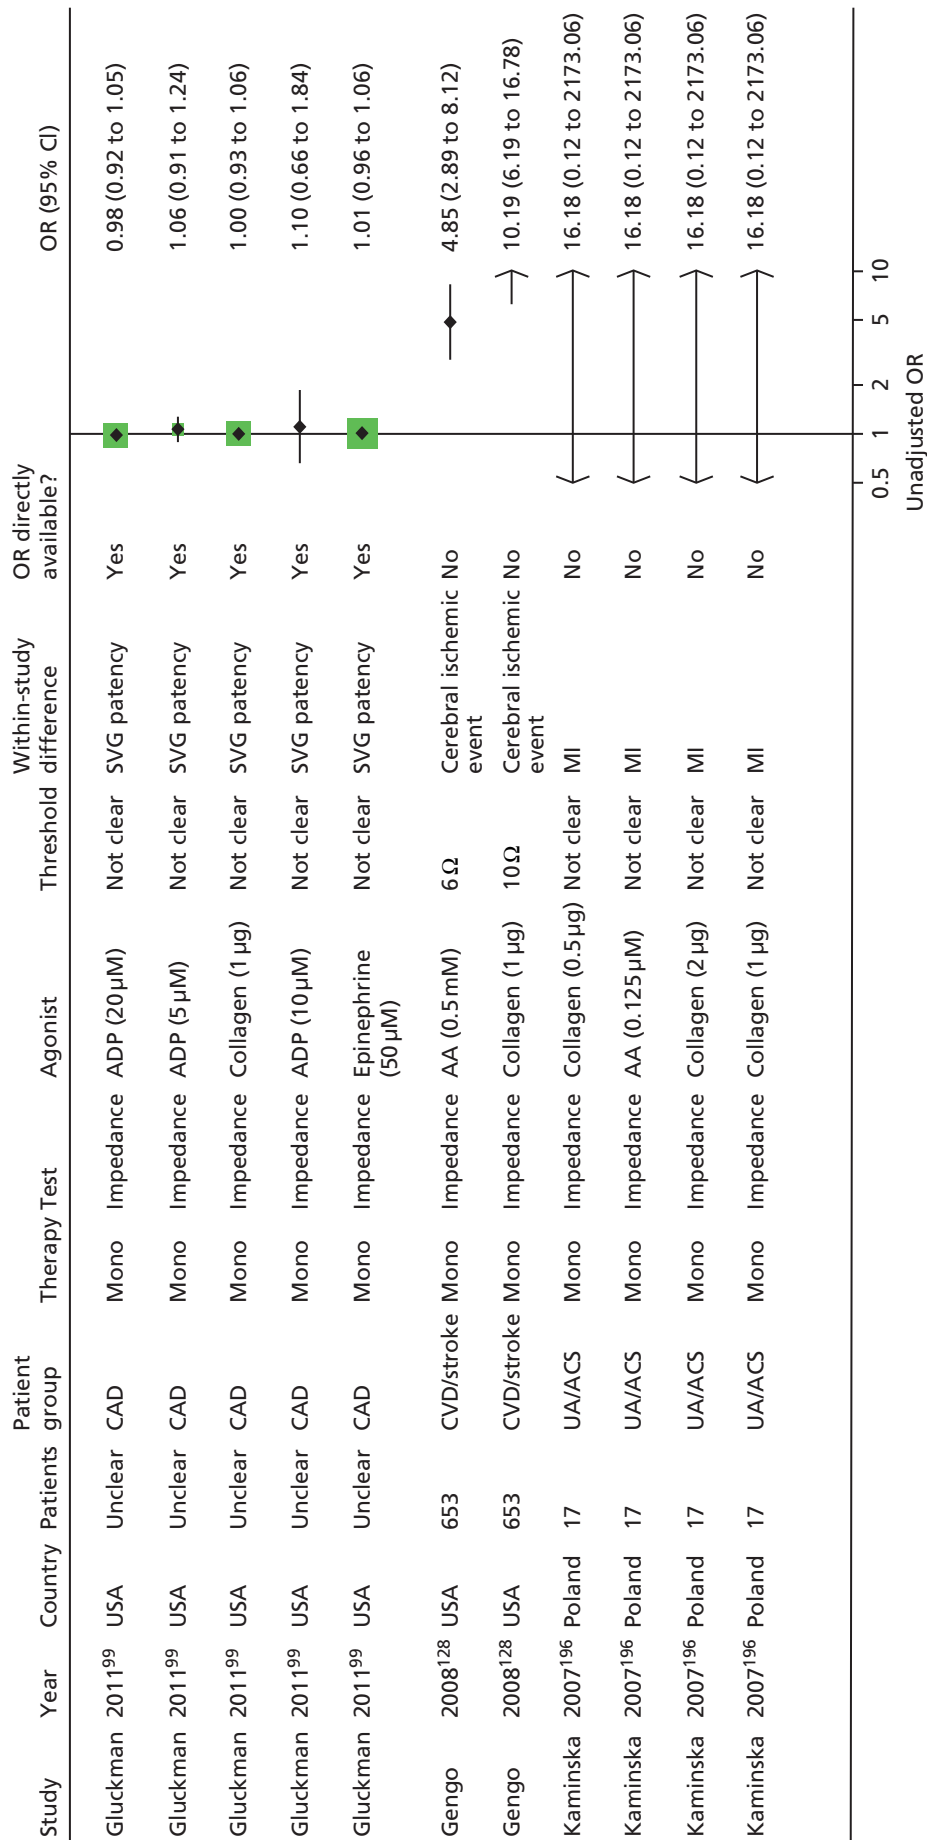 Study Year Country Patients Patient group Therapy Test Agonist Threshold Within-study difference OR directly available? OR (95% CI)
Gluckman 201199 USA Unclear CAD Mono Impedance ADP (20 µM) Not clear SVG patency Yes 0.98 (0.92 to 1.05)
Gluckman 201199 USA Unclear CAD Mono Impedance ADP (5 µM) Not clear SVG patency Yes 1.06 (0.91 to 1.24)
Gluckman 201199 USA Unclear CAD Mono Impedance Collagen (1 µg) Not clear SVG patency Yes 1.00 (0.93 to 1.06)
Gluckman 201199 USA Unclear CAD Mono Impedance ADP (10 µM) Not clear SVG patency Yes 1.10 (0.66 to 1.84)
Gluckman 201199 USA Unclear CAD Mono Impedance Epinephrine (50 µM) Not clear SVG patency Yes 1.01 (0.96 to 1.06)
Gengo 2008128 USA 653 CVD/stroke Mono Impedance AA (0.5 mM) 6 Ω Cerebral ischemic event No 4.85 (2.89 to 8.12)
Gengo 2008128 USA 653 CVD/stroke Mono Impedance Collagen (1 µg) 10 Ω Cerebral ischemic event No 10.19 (6.19 to 16.78)
Kaminska 2007196 Poland 17 UA/ACS Mono Impedance Collagen (0.5 µg) Not clear MI No 16.18 (0.12 to 2173.06)
Kaminska 2007196 Poland 17 UA/ACS Mono Impedance AA (0.125 µM) Not clear MI No 16.18 (0.12 to 2173.06)
Kaminska 2007196 Poland 17 UA/ACS Mono Impedance Collagen (2 µg) Not clear MI No 16.18 (0.12 to 2173.06)
Kaminska 2007196 Poland 17 UA/ACS Mono Impedance Collagen (1 µg) Not clear MI No 16.18 (0.12 to 2173.06)
0.5 1 2 5 10
Unadjusted OR